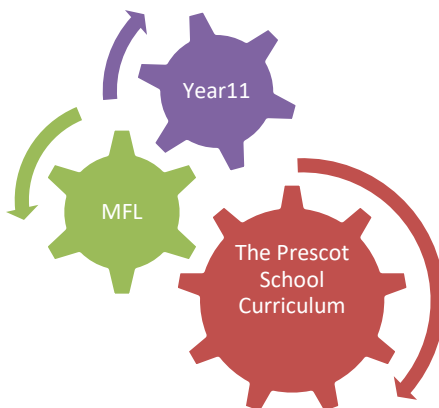 Year11
MFL
The Prescot
School
Curriculum